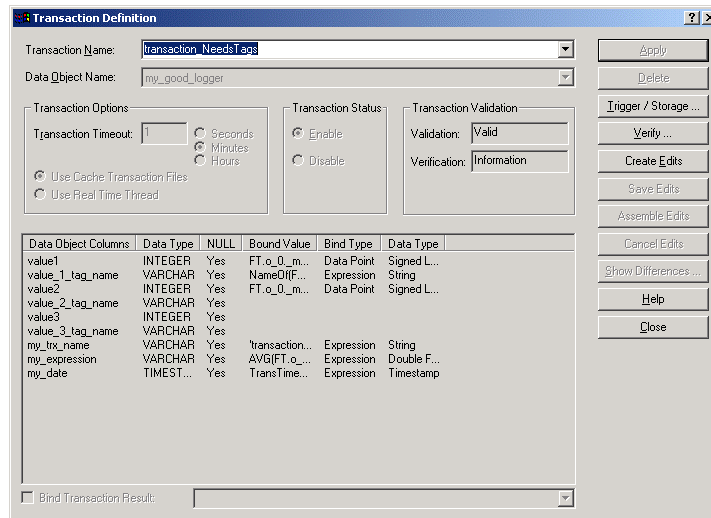 Transaction Definition
Transaction Name: transaction_NeedsTags
Data Object Name: my_good_logger
Transaction Options
Transaction Timeout: 1
Seconds
Minutes
Hours
Use Cache Transaction Files
Use Real Time Thread
Transaction Status
Enable
Disable
Transaction Validation
Validation: Valid
Verification: Information
Apply
Delete
Trigger / Storage ...
Verify ...
Create Edits
Save Edits
Assemble Edits
Cancel Edits
Show Differences ...
Help
Close
Data Object Columns Data Type NULL Bound Value Bind Type Data Type
value1 INTEGER Yes FT.o_0._m... Data Point Signed L...
value_1_tag_name VARCHAR Yes NameOf(F... Expression String
value2 INTEGER Yes FT.o_0._m... Data Point Signed L...
value_2_tag_name VARCHAR Yes
value3 INTEGER Yes
value_3_tag_name VARCHAR Yes
my_trx_name VARCHAR Yes 'transaction... Expression String
my_expression VARCHAR Yes AVG(FT.o_... Expression Double F...
my_date TIMEST... Yes TransTime... Expression Timestamp
Bind Transaction Result: